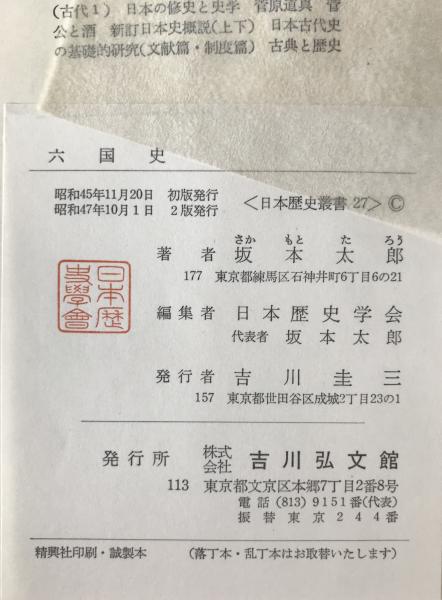 (古代1) 日本の修史と史学 菅原道真 菅
公と酒 新訂日本史概説(上下) 日本古代史
の基礎的研究(文献篇・制度篇) 古典と歴史
六国史
昭和45年11月20日 初版発行
昭和47年10月1日 2版発行
<日本歴史叢書 27> ©
さか もと た ろう
著者 坂本太郎
177 東京都練馬区石神井町6丁目6の21
日本歴
史學會
編集者 日本歴史学会
代表者 坂本太郎
発行者 吉川圭三
157 東京都世田谷区成城2丁目23の1
発行所 株式会社 吉川弘文館
113 東京都文京区本郷7丁目2番8号
電話 (813) 9151番(代表)
振替東京244番
精興社印刷・誠製本 (落丁本・乱丁本はお取替いたします)